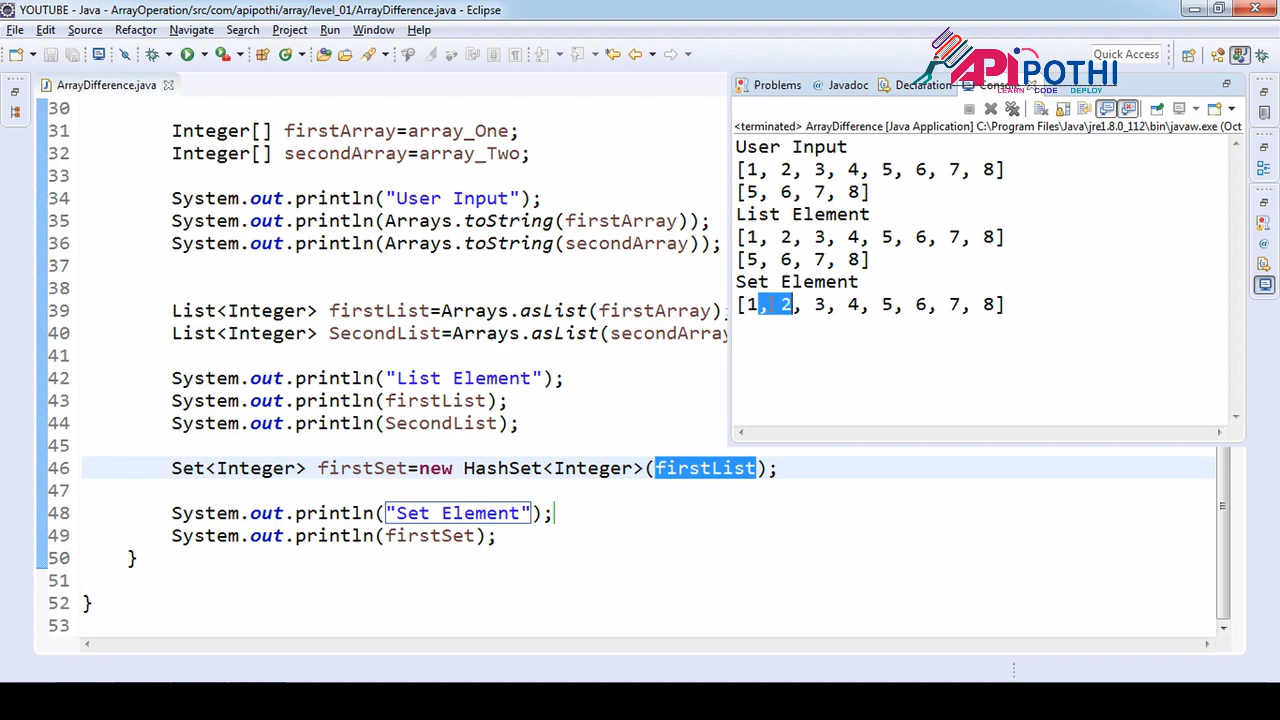 YOUTUBE - Java - ArrayOperation/src/com/apipothi/array/level_01/ArrayDifference.java - Eclipse
File Edit Source Refactor Navigate Search Project Run Window Help
Quick Access
APIPOTHI
LEARN CODE DEPLOY
ArrayDifference.java
30
31 Integer[] firstArray=array_One;
32 Integer[] secondArray=array_Two;
33
34 System.out.println("User Input");
35 System.out.println(Arrays.toString(firstArray));
36 System.out.println(Arrays.toString(secondArray));
37
38
39 List<Integer> firstList=Arrays.asList(firstArray);
40 List<Integer> SecondList=Arrays.asList(secondArray
41
42 System.out.println("List Element");
43 System.out.println(firstList);
44 System.out.println(SecondList);
45
46 Set<Integer> firstSet=new HashSet<Integer>(firstList);
47
48 System.out.println("Set Element");
49 System.out.println(firstSet);
50 }
51
52 }
53
Problems @ Javadoc Declaration
<terminated> ArrayDifference [Java Application] C:\Program Files\Java\jre1.8.0_112\bin\javaw.exe (Oct
User Input
[1, 2, 3, 4, 5, 6, 7, 8]
[5, 6, 7, 8]
List Element
[1, 2, 3, 4, 5, 6, 7, 8]
[5, 6, 7, 8]
Set Element
[1, 2, 3, 4, 5, 6, 7, 8]